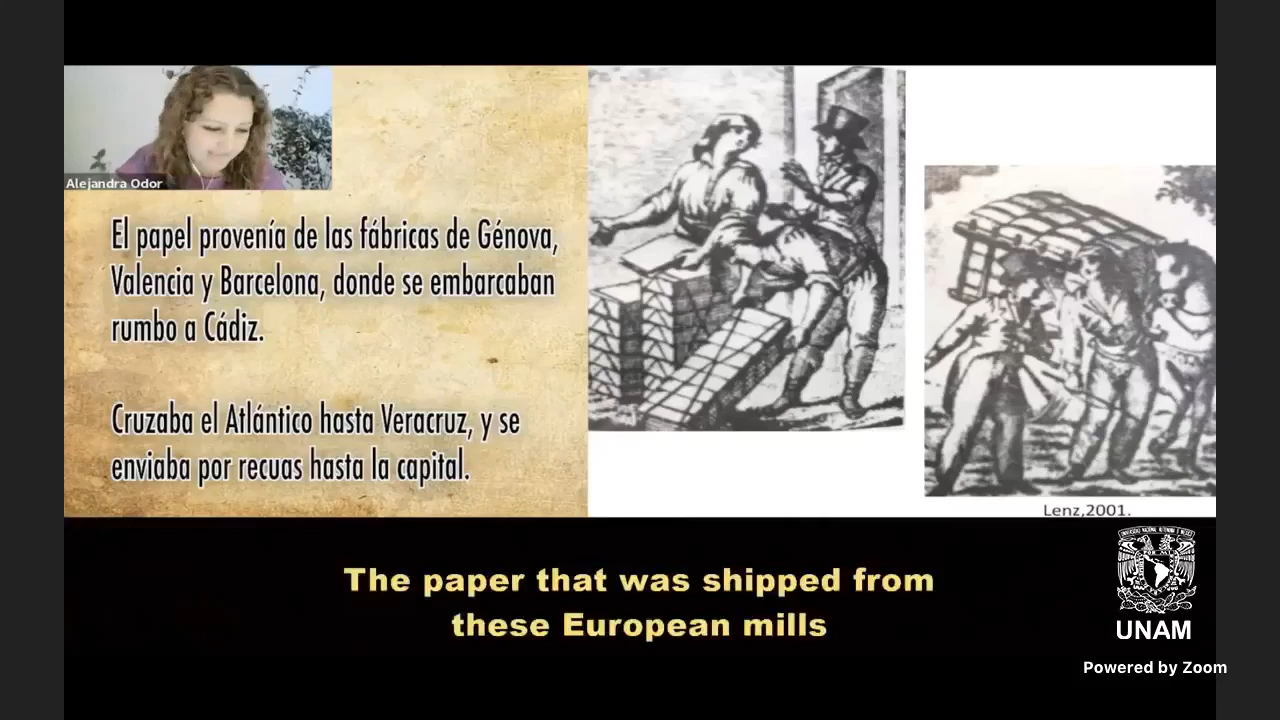 Alejandra Odor
El papel provenía de las fábricas de Génova,
Valencia y Barcelona, donde se embarcaban
rumbo a Cádiz.
Cruzaba el Atlántico hasta Veracruz, y se
enviaba por recuas hasta la capital.
Lenz,2001.
The paper that was shipped from
these European mills
UNAM
Powered by Zoom